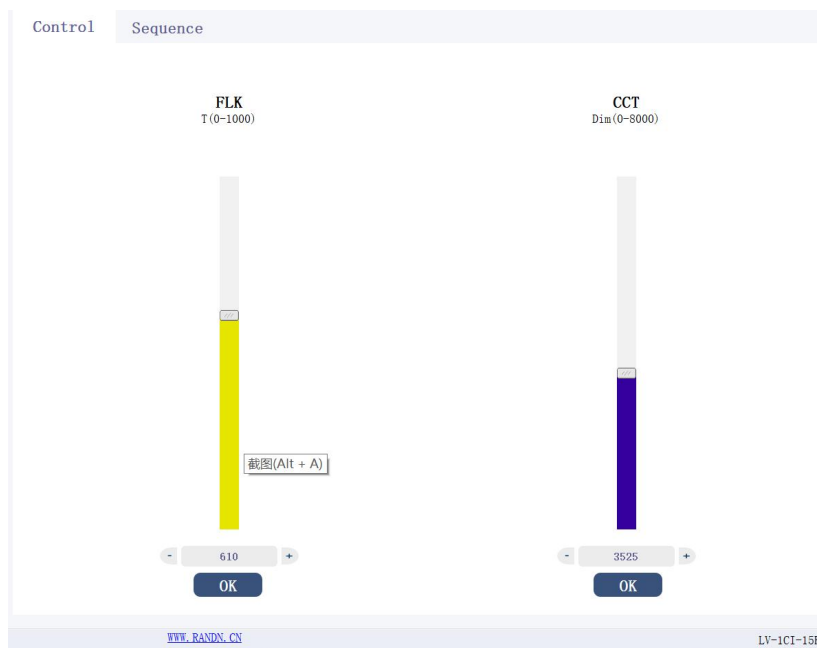 Control Sequence
FLK
T(0-1000)
CCT
Dim(0-8000)
截图(Alt + A)
- 610 +
OK
- 3525 +
OK
WWW.RANDN.CN